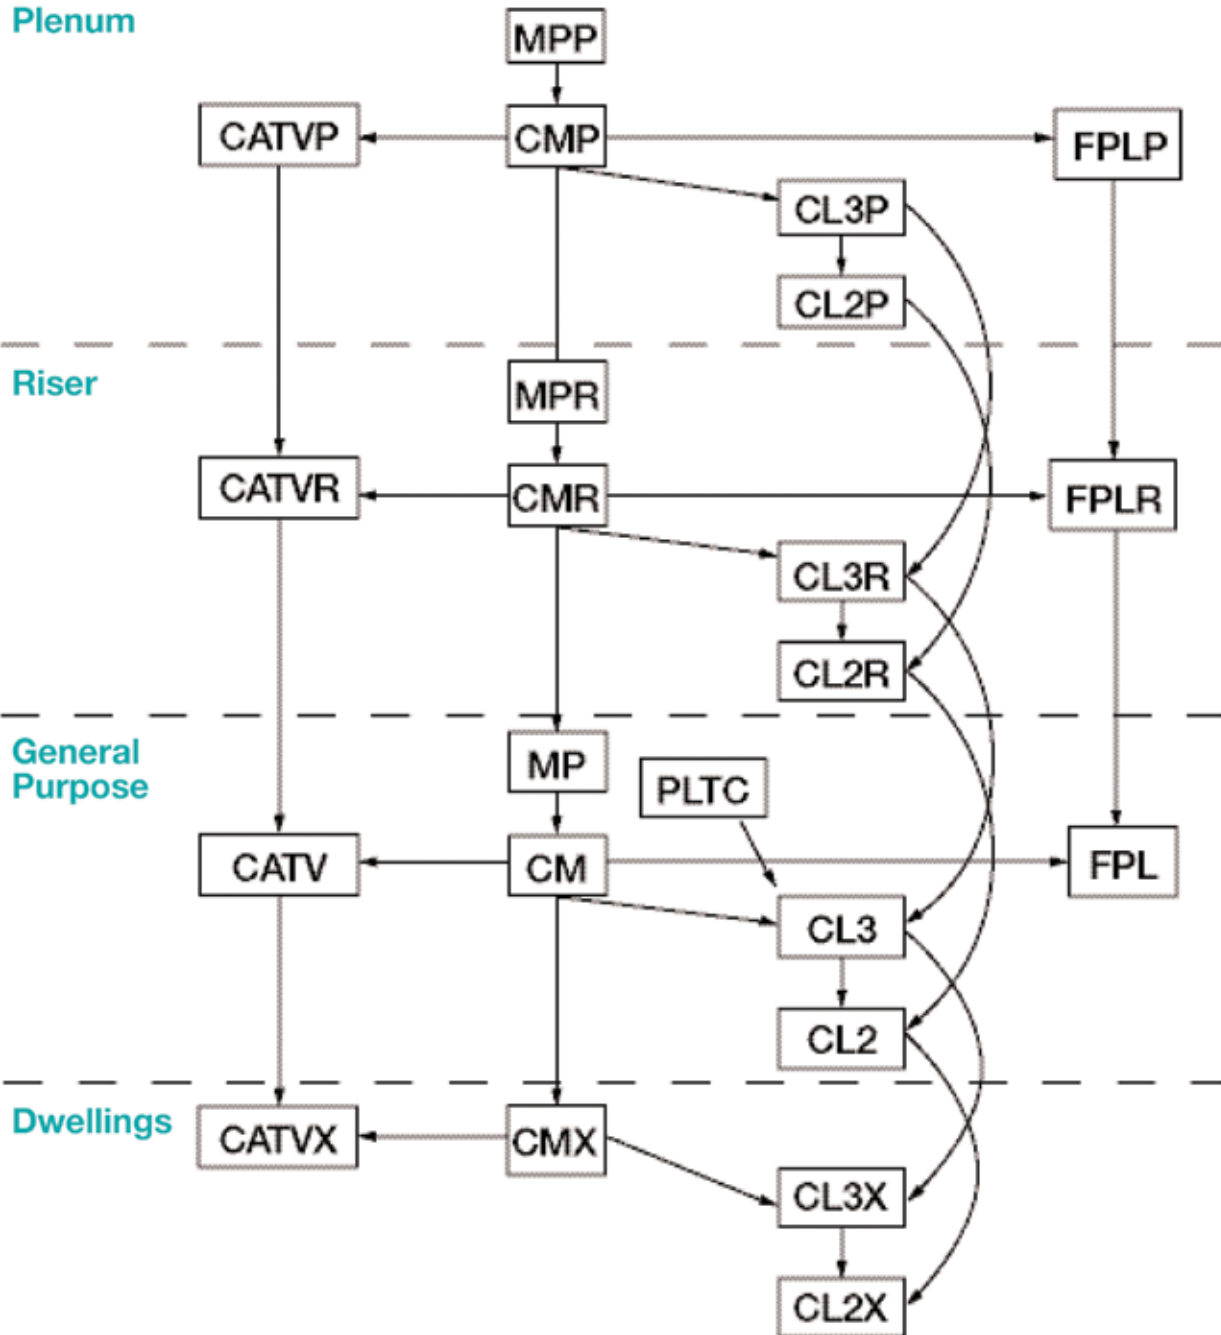 Plenum
MPP
CATVP
CMP
FPLP
CL3P
CL2P
Riser
MPR
CATVR
CMR
FPLR
CL3R
CL2R
General
Purpose
MP
PLTC
CATV
CM
FPL
CL3
CL2
Dwellings
CATVX
CMX
CL3X
CL2X